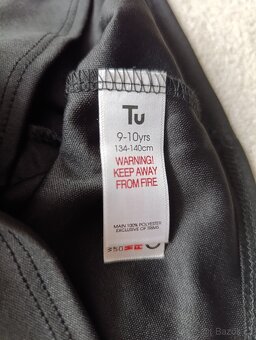 Tu
9-10yrs
134-140cm
WARNING!
KEEP AWAY
FROM FIRE
MAIN 100% POLYESTER
EXCLUSIVE OF TRIMS